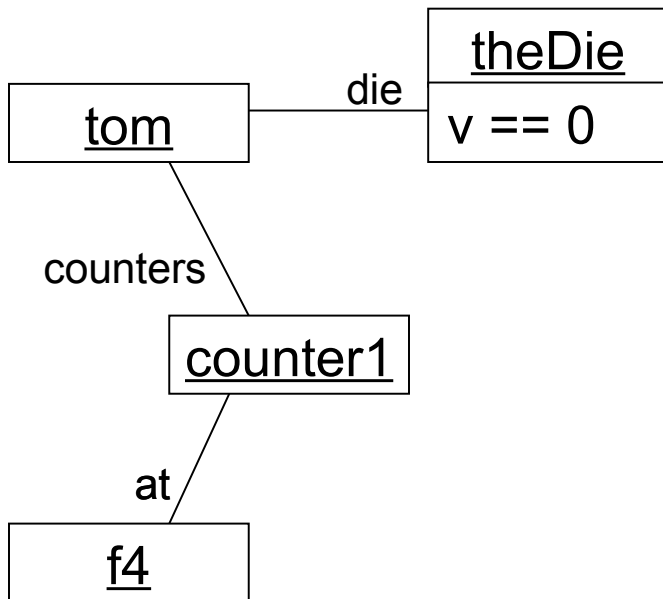 theDie
die
tom
v == 0
counters
counter1
at
f4